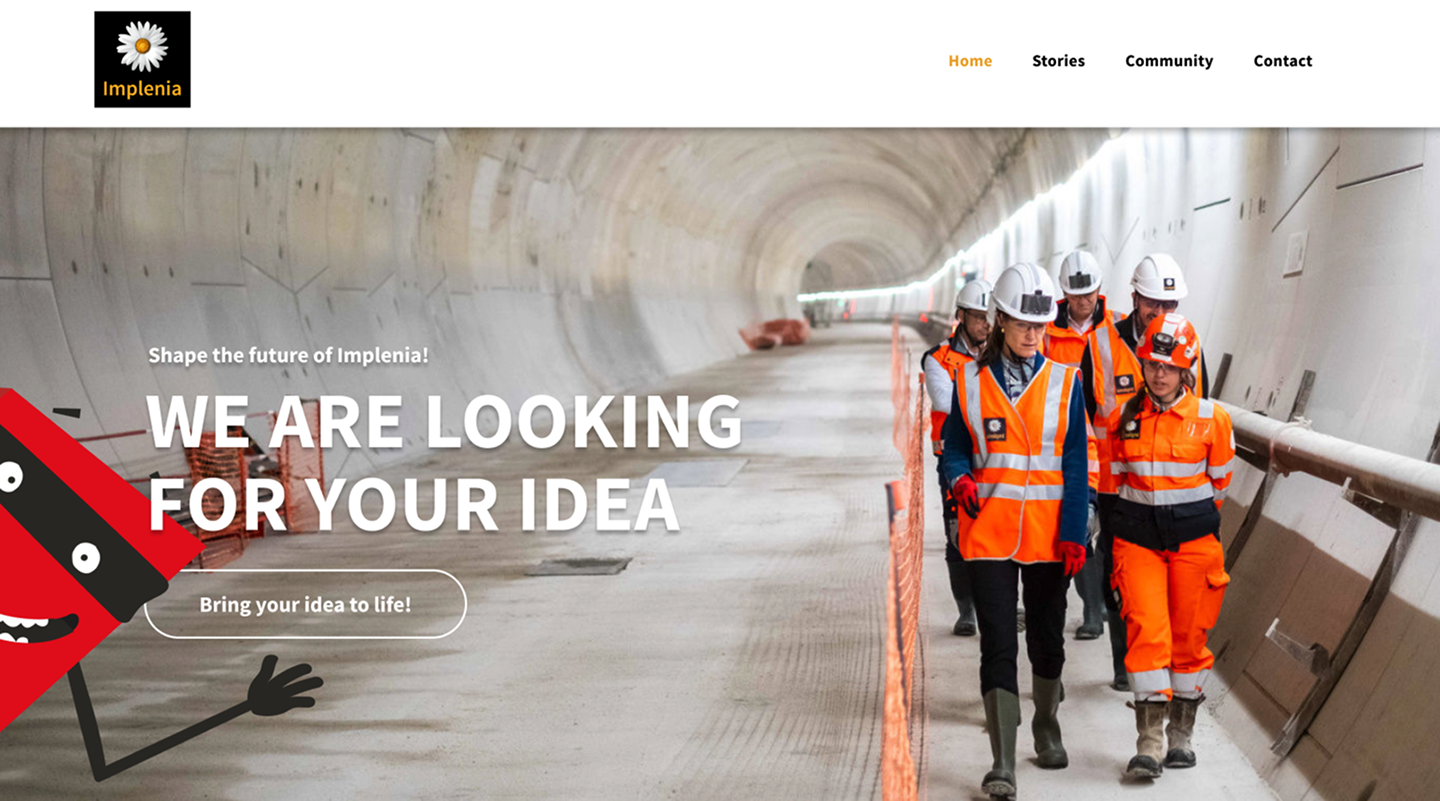 Implenia
Home
Stories
Community
Contact
Shape the future of Implenia!
WE ARE LOOKING
FOR YOUR IDEA
Bring your idea to life!